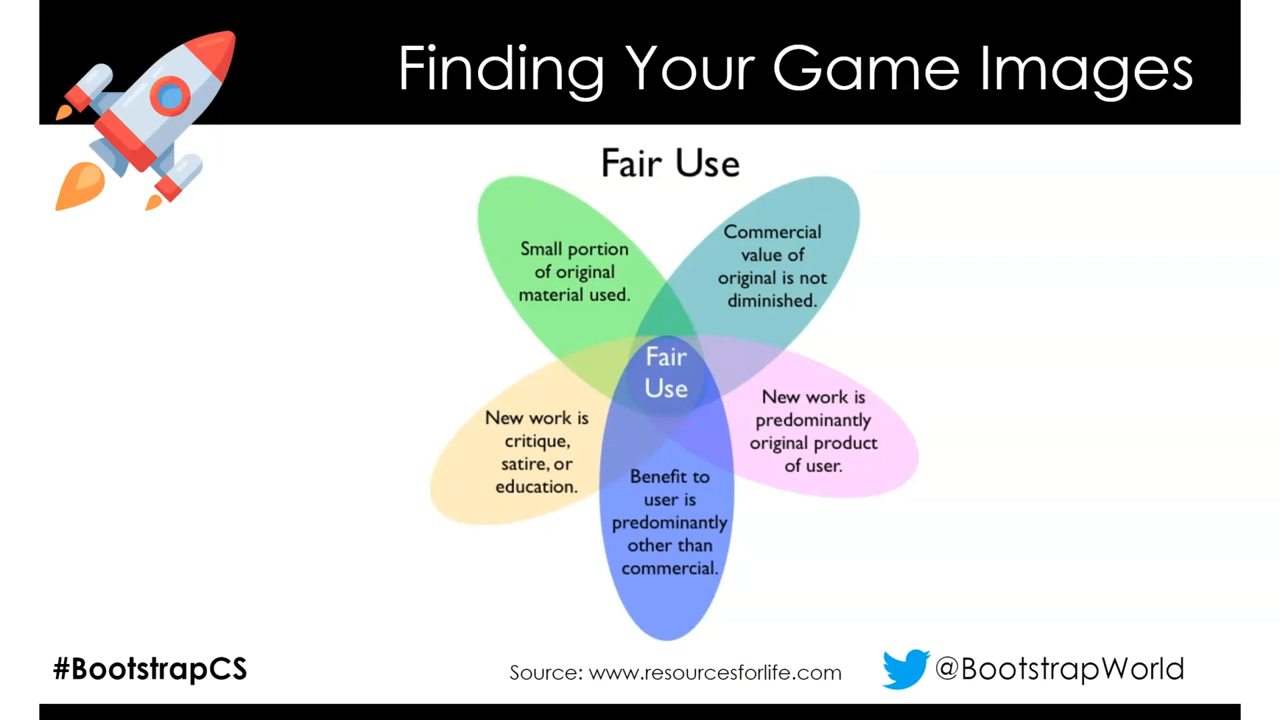 Finding Your Game Images
Fair Use
Small portion
of original
material used.
Commercial
value of
original is not
diminished.
Fair
Use
New work is
critique,
satire, or
education.
New work is
predominantly
original product
of user.
Benefit to
user is
predominantly
other than
commercial.
#BootstrapCS
Source: www.resourcesforlife.com
@BootstrapWorld